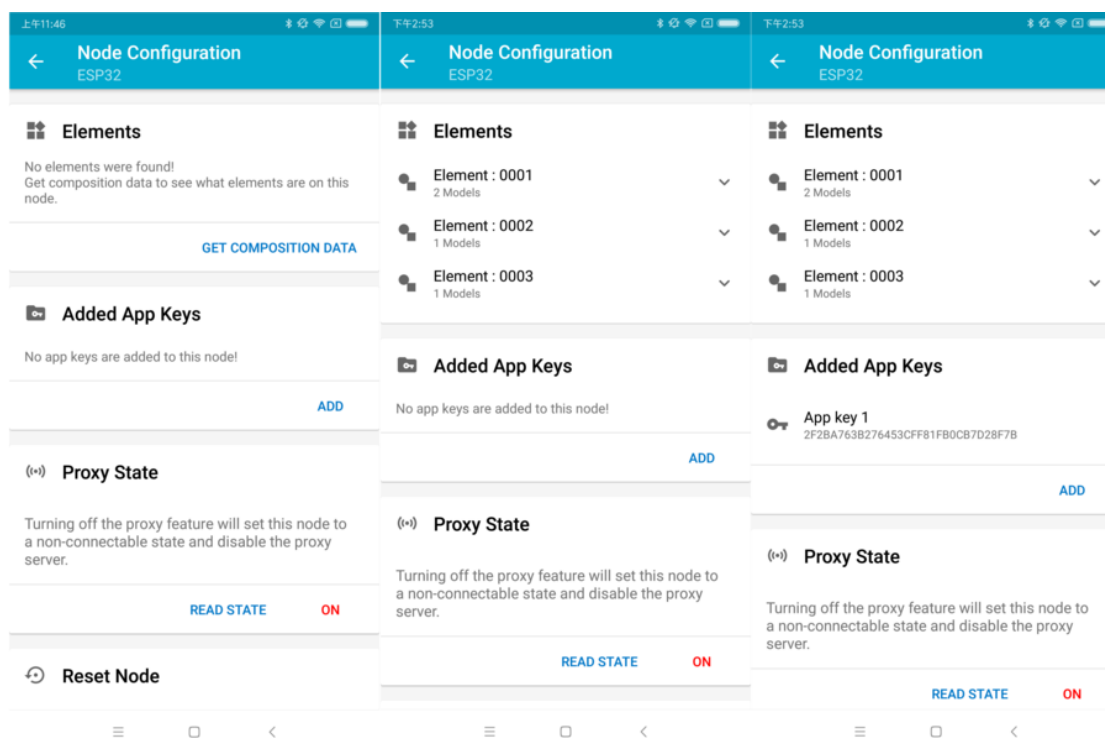 上午11:46
Node Configuration
ESP32
Elements
No elements were found!
Get composition data to see what elements are on this
node.
GET COMPOSITION DATA
Added App Keys
No app keys are added to this node!
ADD
Proxy State
Turning off the proxy feature will set this node to
a non-connectable state and disable the proxy
server.
READ STATE
ON
Reset Node
下午2:53
Node Configuration
ESP32
Elements
Element : 0001
2 Models
Element : 0002
1 Models
Element : 0003
1 Models
Added App Keys
No app keys are added to this node!
ADD
Proxy State
Turning off the proxy feature will set this node to
a non-connectable state and disable the proxy
server.
READ STATE
ON
下午2:53
Node Configuration
ESP32
Elements
Element : 0001
2 Models
Element : 0002
1 Models
Element : 0003
1 Models
Added App Keys
App key 1
2F2BA763B276453CFF81FB0CB7D28F7B
ADD
Proxy State
Turning off the proxy feature will set this node to
a non-connectable state and disable the proxy
server.
READ STATE
ON